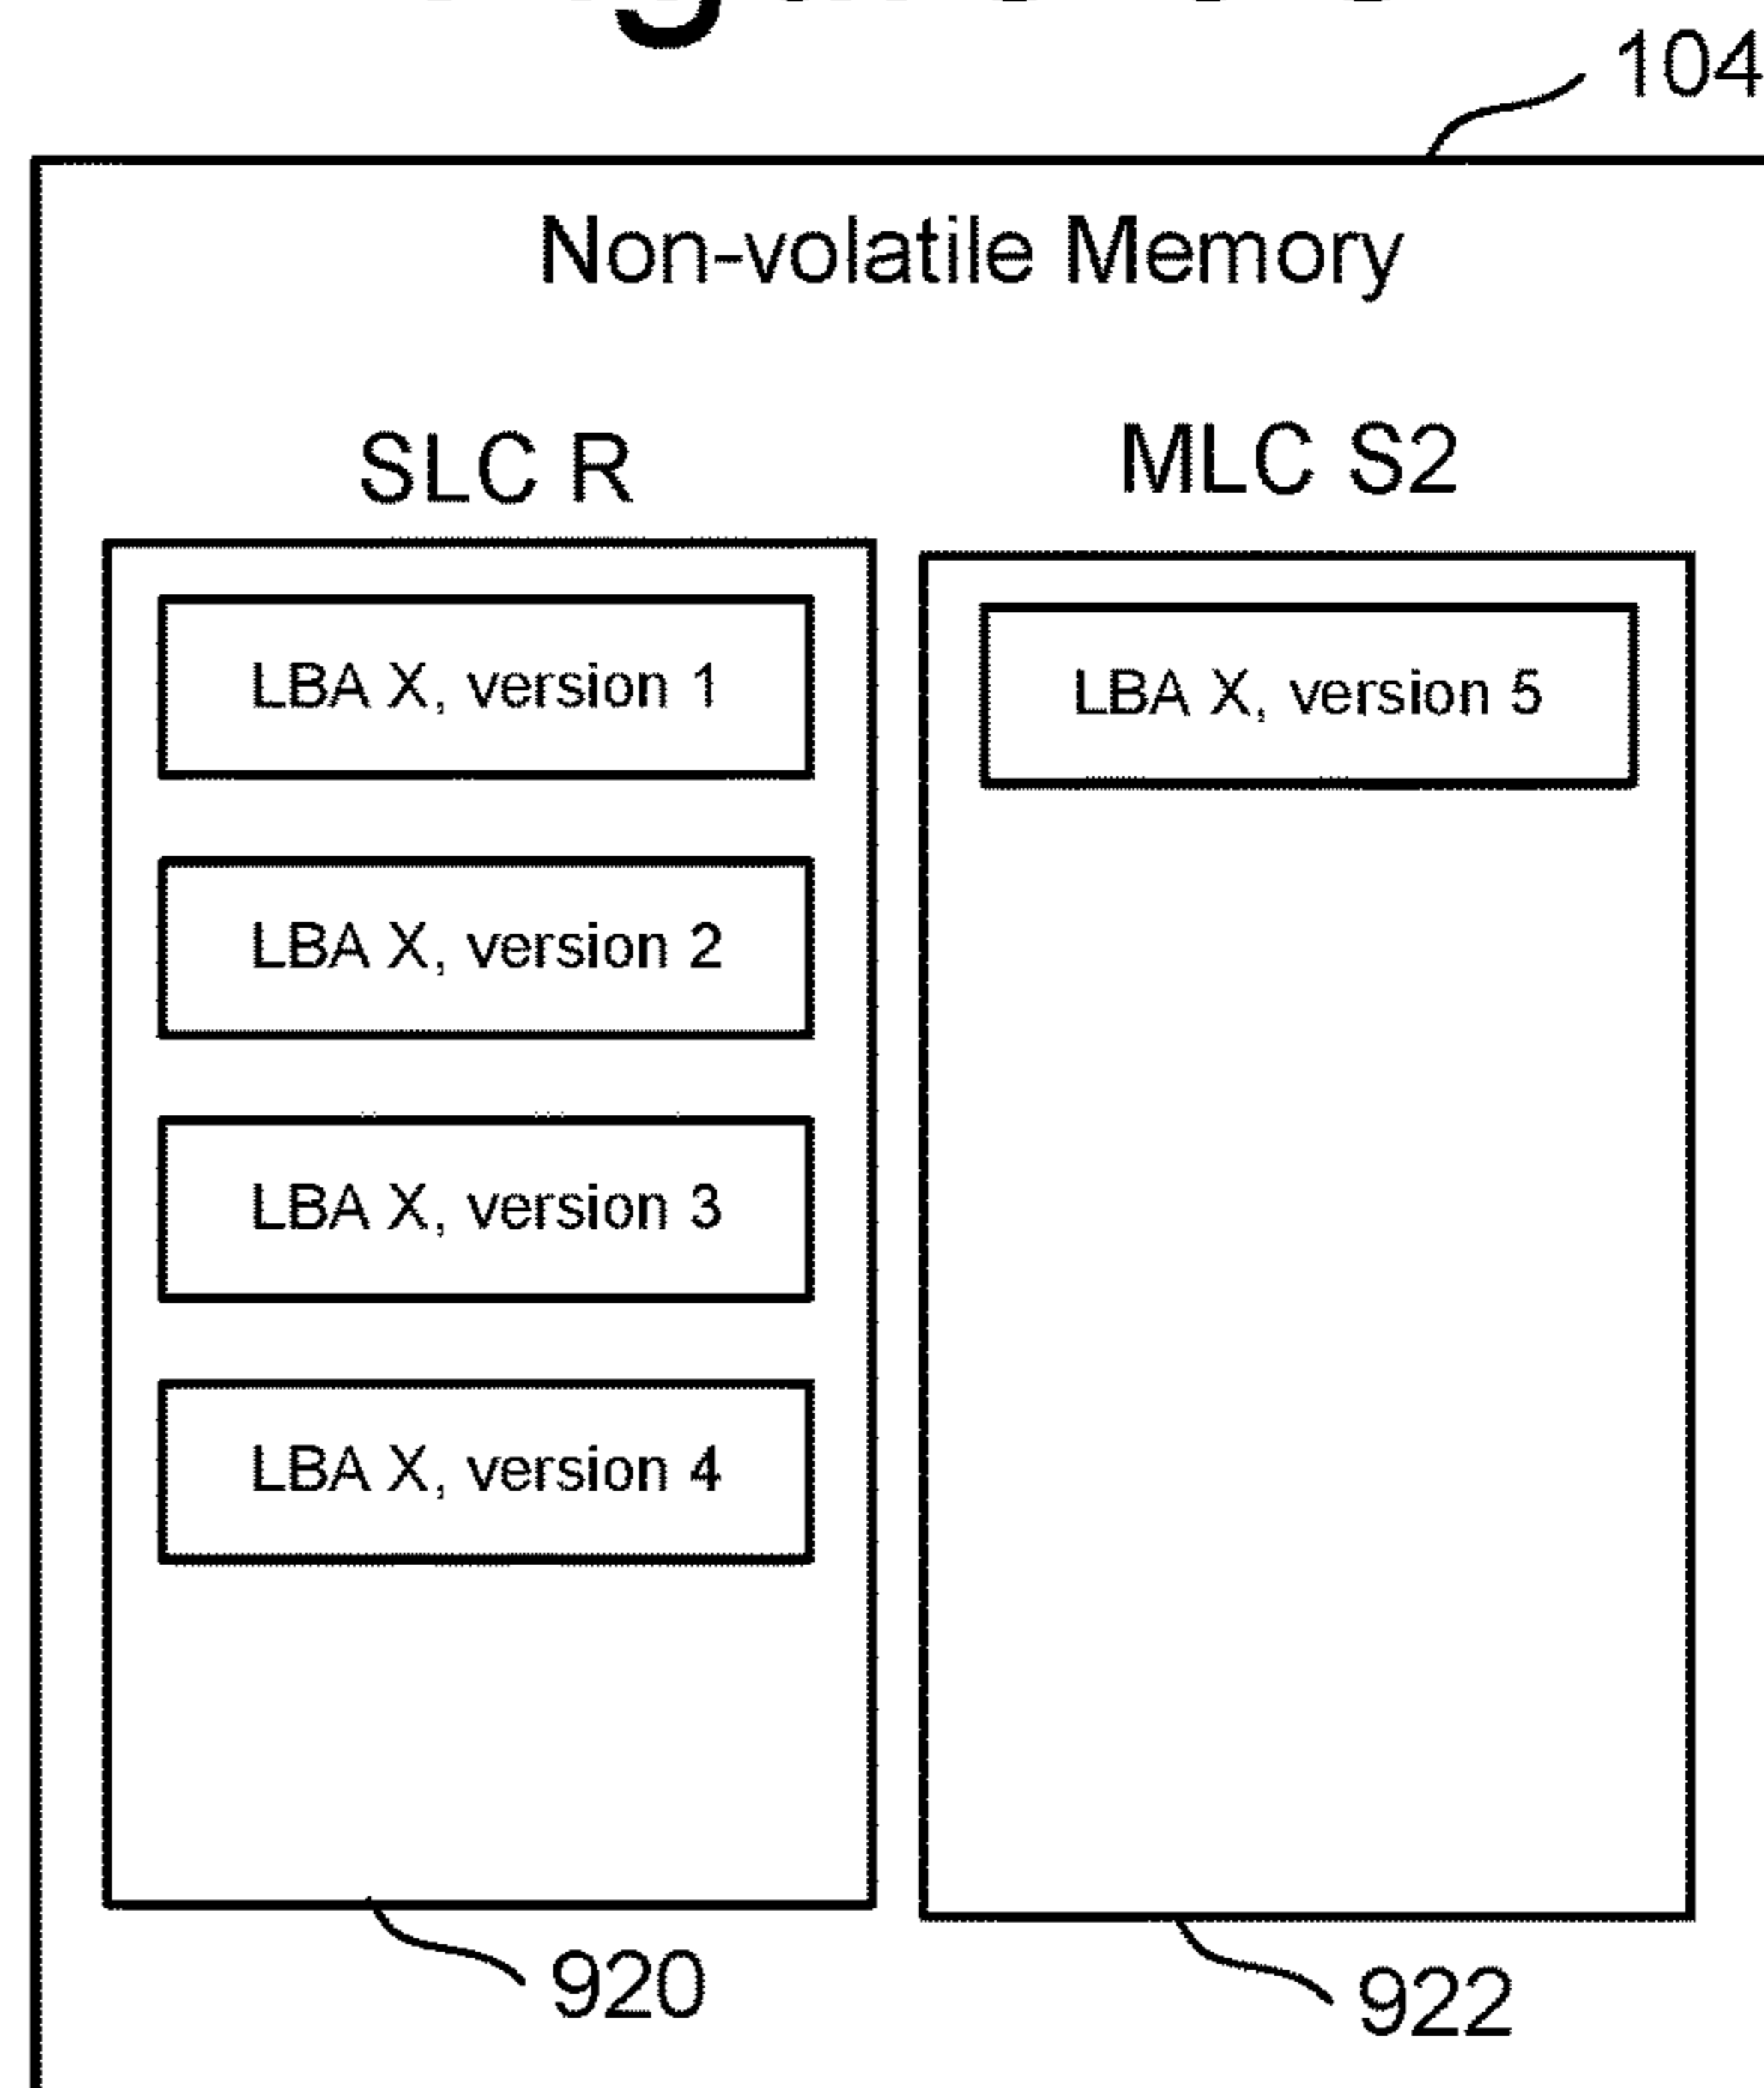 104
Non-volatile Memory
SLC R
MLC S2
LBA X, version 1
LBA X, version 5
LBA X, version 2
LBA X, version 3
LBA X, version 4
920
922